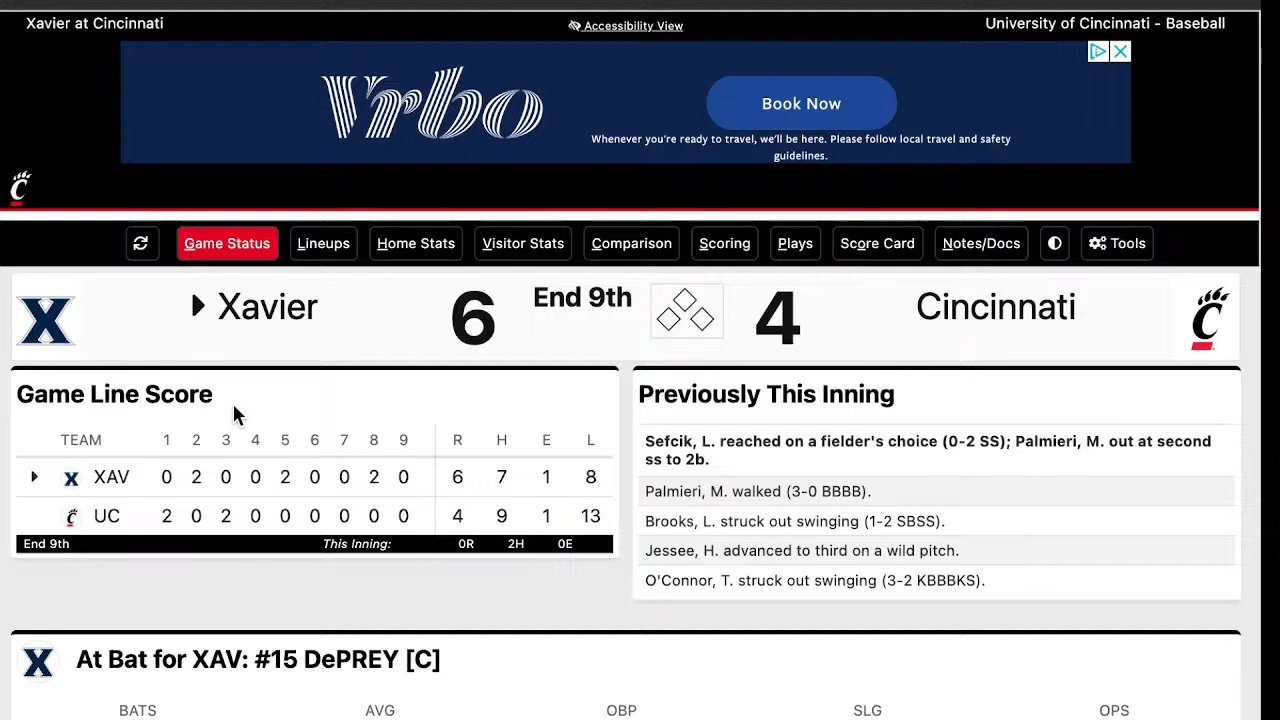 Xavier at Cincinnati
Accessibility View
University of Cincinnati - Baseball
Vrbo
Book Now
Whenever you're ready to travel, we'll be here. Please follow local travel and safety
guidelines.
C
Game Status Lineups Home Stats Visitor Stats Comparison Scoring Plays Score Card Notes/Docs Tools
X Xavier 6 End 9th 4 Cincinnati C
Game Line Score
TEAM 1 2 3 4 5 6 7 8 9 R H E L
X XAV 0 2 0 0 2 0 0 2 0 6 7 1 8
C UC 2 0 2 0 0 0 0 0 0 4 9 1 13
End 9th This Inning: 0R 2H 0E
Previously This Inning
Sefcik, L. reached on a fielder's choice (0-2 SS); Palmieri, M. out at second
ss to 2b.
Palmieri, M. walked (3-0 BBBB).
Brooks, L. struck out swinging (1-2 SBSS).
Jessee, H. advanced to third on a wild pitch.
O'Connor, T. struck out swinging (3-2 KBBBKS).
X At Bat for XAV: #15 DePREY [C]
BATS AVG OBP SLG OPS